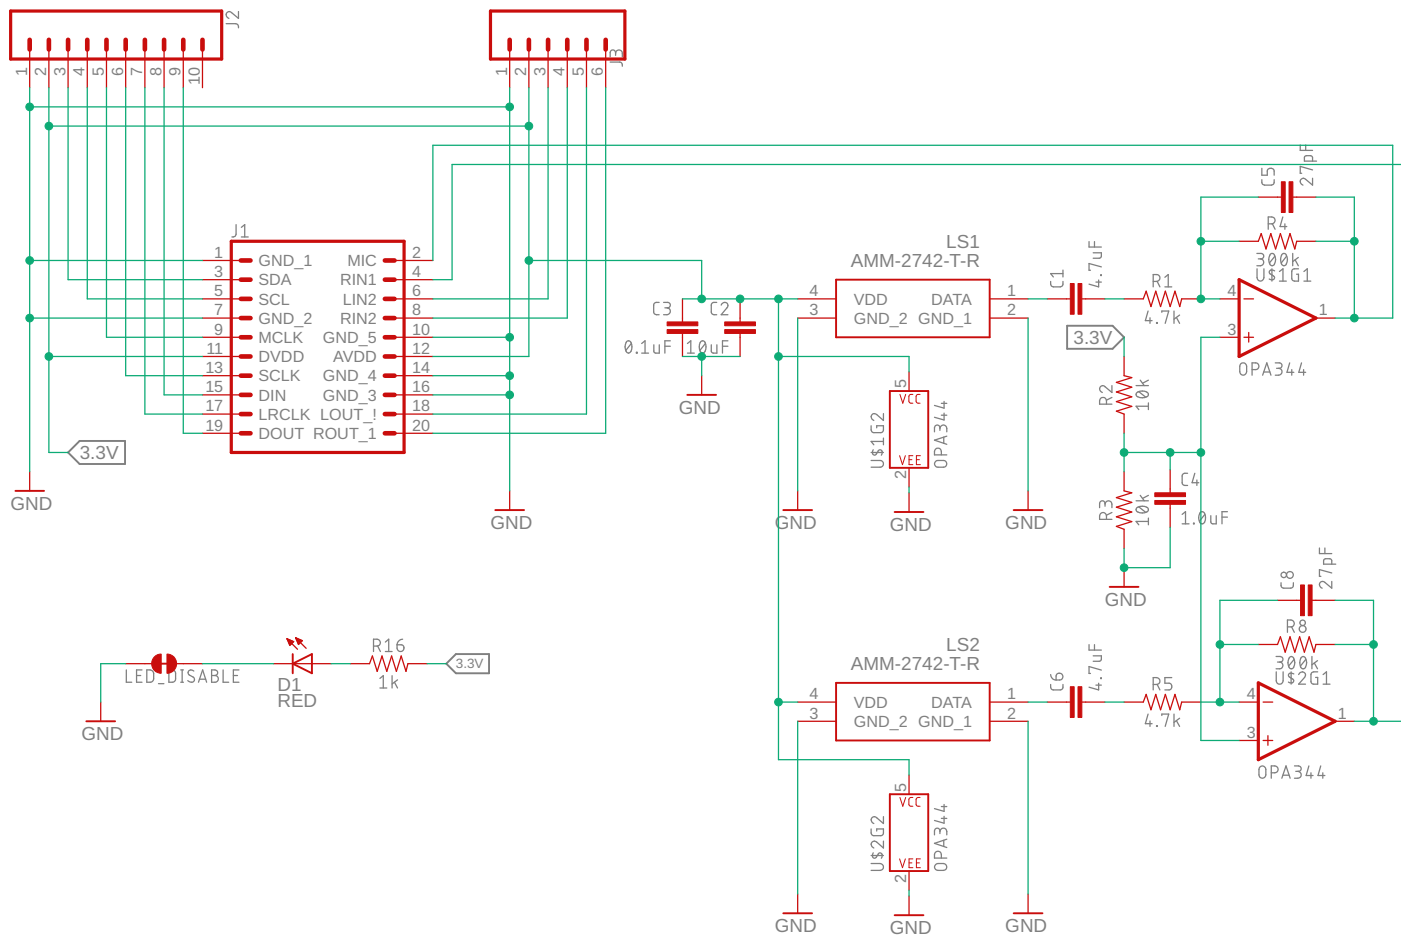 J2
J3
1 2 3 4 5 6 7 8 9 10
1 2 3 4 5 6
J1
1 GND_1 MIC 2
3 SDA RIN1 4
5 SCL LIN2 6
7 GND_2 RIN2 8
9 MCLK GND_5 10
11 DVDD AVDD 12
13 SCLK GND_4 14
15 DIN GND_3 16
17 LRCLK LOUT_! 18
19 DOUT ROUT_1 20
3.3V
GND
GND
C3
0.1uF
C2
10uF
GND
LS1
AMM-2742-T-R
4 VDD DATA 1
3 GND_2 GND_1 2
GND
GND
5
VCC
VEE
2
U$1G2
OPA344
GND
C1
4.7uF
R1
4.7k
3.3V
R2
10k
R3
10k
C4
1.0uF
GND
C5
27pF
R4
300k
U$1G1
4
3
1
OPA344
LED_DISABLE
GND
D1
RED
R16
1k
3.3V
LS2
AMM-2742-T-R
4 VDD DATA 1
3 GND_2 GND_1 2
GND
GND
5
VCC
VEE
2
U$2G2
OPA344
GND
C6
4.7uF
R5
4.7k
C8
27pF
R8
300k
U$2G1
4
3
1
OPA344